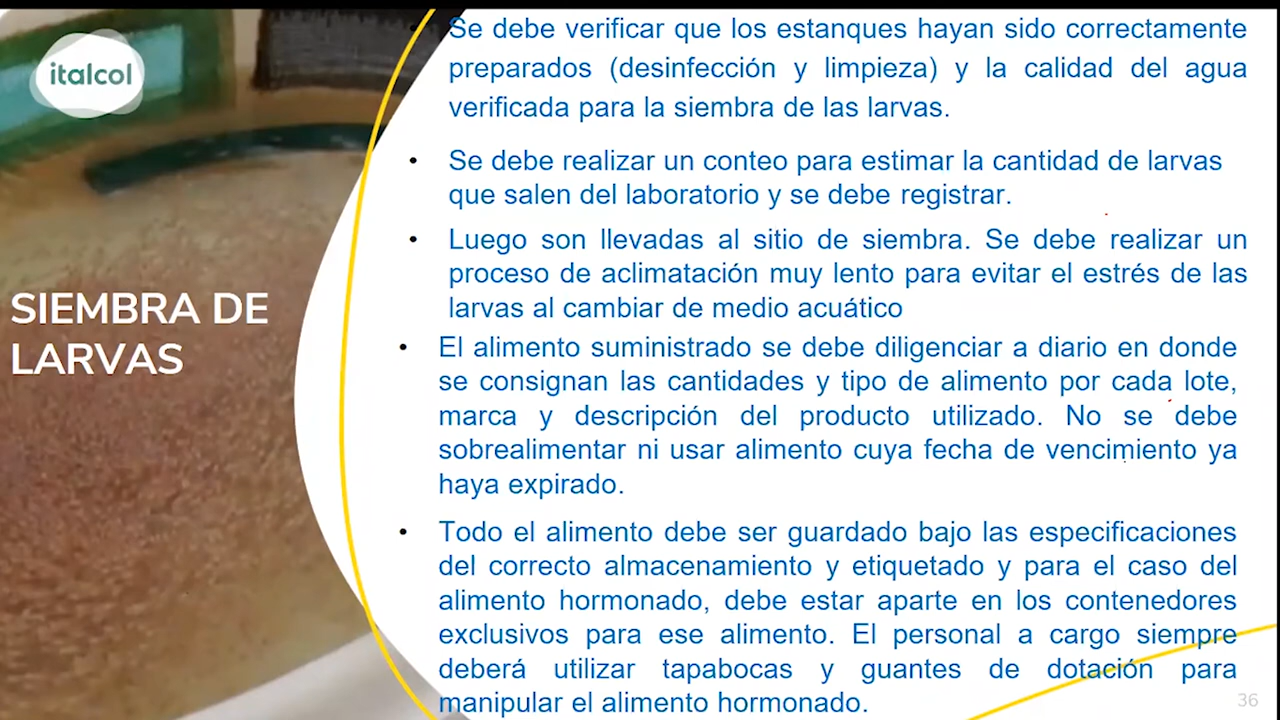 italcol
SIEMBRA DE
LARVAS
• Se debe verificar que los estanques hayan sido correctamente
preparados (desinfección y limpieza) y la calidad del agua
verificada para la siembra de las larvas.
• Se debe realizar un conteo para estimar la cantidad de larvas
que salen del laboratorio y se debe registrar.
• Luego son llevadas al sitio de siembra. Se debe realizar un
proceso de aclimatación muy lento para evitar el estrés de las
larvas al cambiar de medio acuático
• El alimento suministrado se debe diligenciar a diario en donde
se consignan las cantidades y tipo de alimento por cada lote,
marca y descripción del producto utilizado. No se debe
sobrealimentar ni usar alimento cuya fecha de vencimiento ya
haya expirado.
• Todo el alimento debe ser guardado bajo las especificaciones
del correcto almacenamiento y etiquetado y para el caso del
alimento hormonado, debe estar aparte en los contenedores
exclusivos para ese alimento. El personal a cargo siempre
deberá utilizar tapabocas y guantes de dotación para
manipular el alimento hormonado.
36